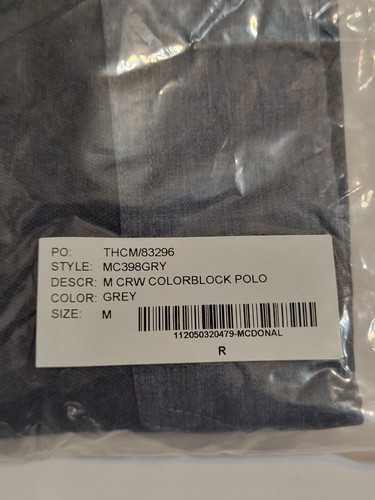 PO: THCM/83296
STYLE: MC398GRY
DESCR: M CRW COLORBLOCK POLO
COLOR: GREY
SIZE: M
112050320479-MCDONAL
R